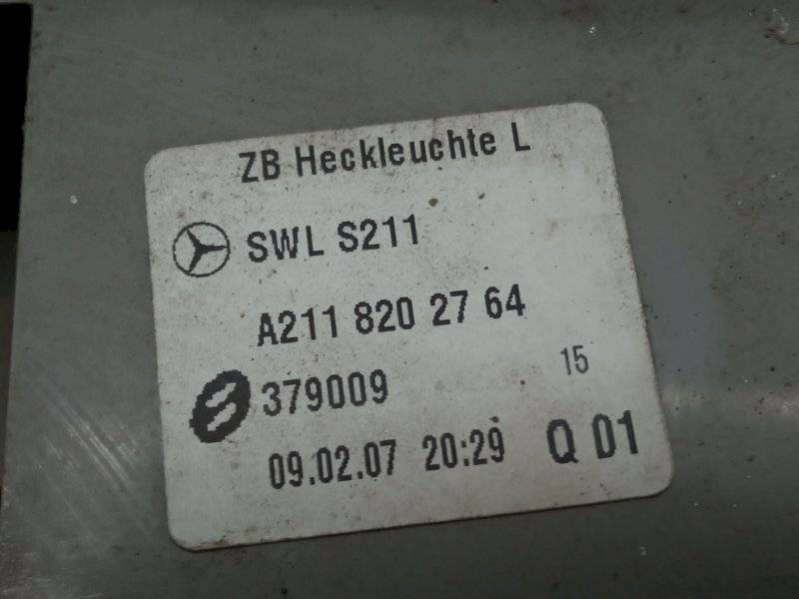 ZB Heckleuchte L
SWL S211
A211 820 27 64
379009 15
09.02.07 20:29 Q 01